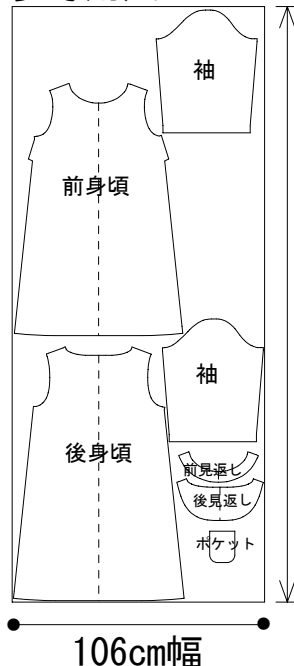 袖
前身頃
袖
後身頃
前見返し
後見返し
ポケット
106cm幅